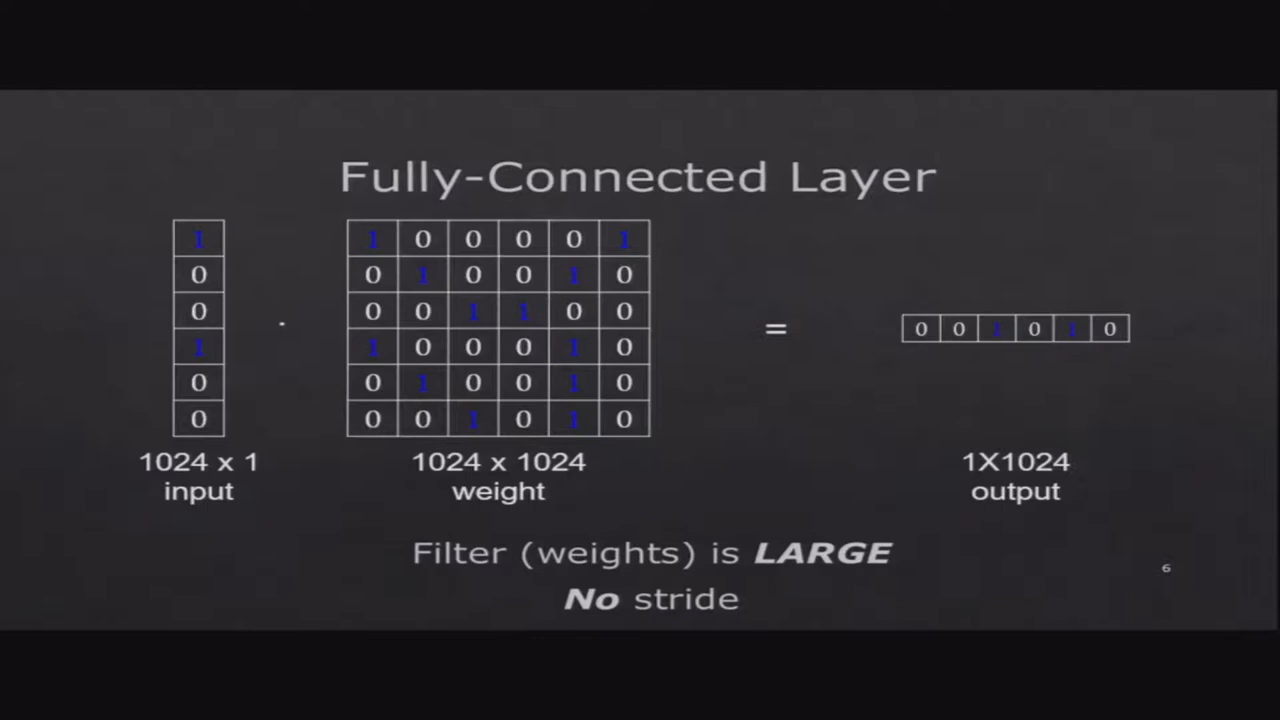 Fully-Connected Layer
1 1 0 0 0 0 1
0 0 1 0 0 1 0
0 0 0 1 1 0 0
· = 0 0 1 0 1 0
1 1 0 0 0 1 0
0 0 1 0 0 1 0
0 0 0 1 0 1 0
1024 x 1 1024 x 1024 1X1024
input weight output
Filter (weights) is LARGE
6
No stride